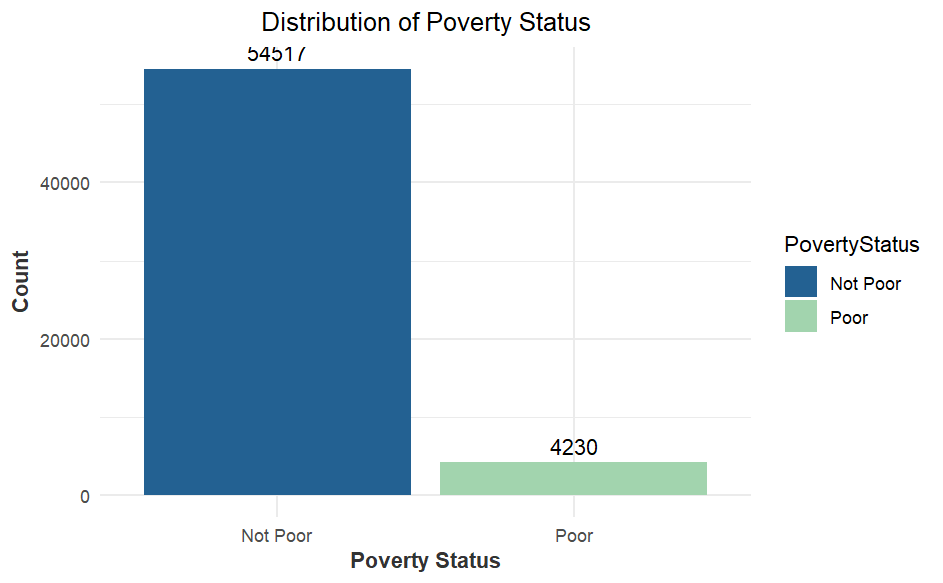 Distribution of Poverty Status
54517
4230
40000
20000
0
Count
Not Poor
Poor
Poverty Status
PovertyStatus
Not Poor
Poor